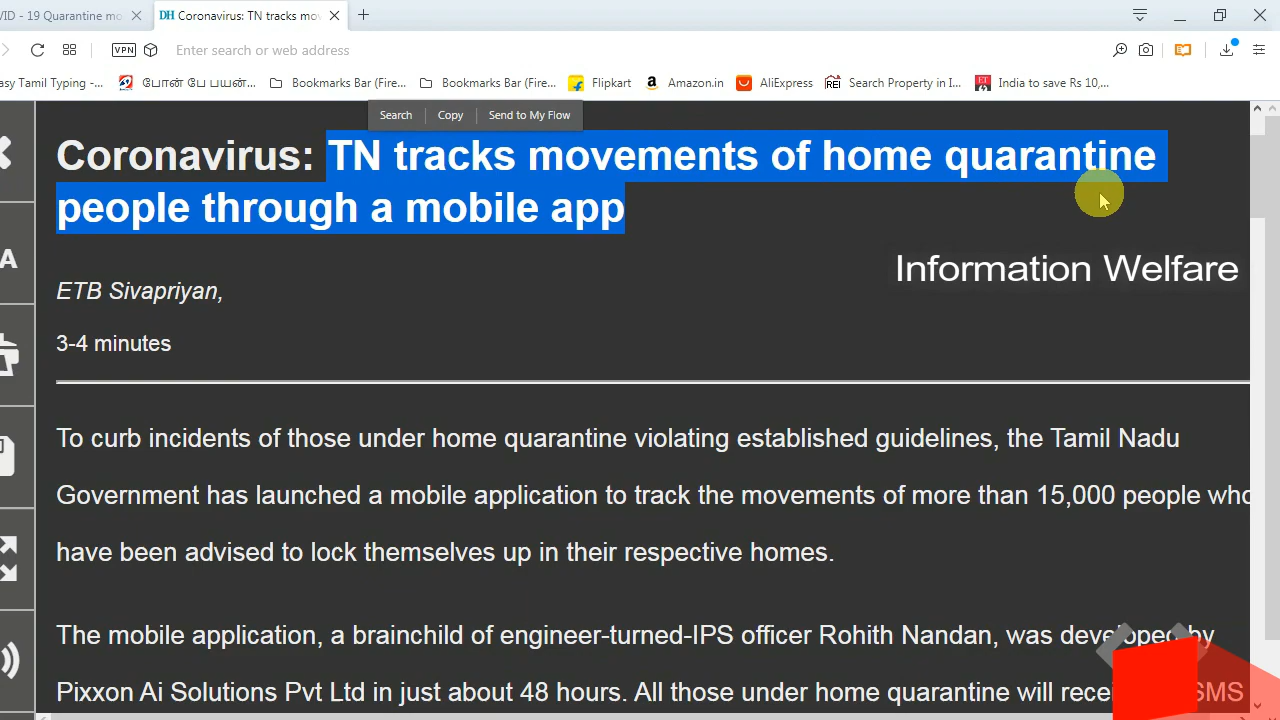 VID - 19 Quarantine mo
DH Coronavirus: TN tracks mov
VPN Enter search or web address
asy Tamil Typing -...
Bookmarks Bar (Fire...
Bookmarks Bar (Fire...
Flipkart
a Amazon.in
AliExpress
REI Search Property in I...
ET India to save Rs 10,...
Search Copy Send to My Flow
Coronavirus: TN tracks movements of home quarantine
people through a mobile app
Information Welfare
A
ETB Sivapriyan,
3-4 minutes
To curb incidents of those under home quarantine violating established guidelines, the Tamil Nadu
Government has launched a mobile application to track the movements of more than 15,000 people who
have been advised to lock themselves up in their respective homes.
The mobile application, a brainchild of engineer-turned-IPS officer Rohith Nandan, was developed by
Pixxon Ai Solutions Pvt Ltd in just about 48 hours. All those under home quarantine will recei SMS